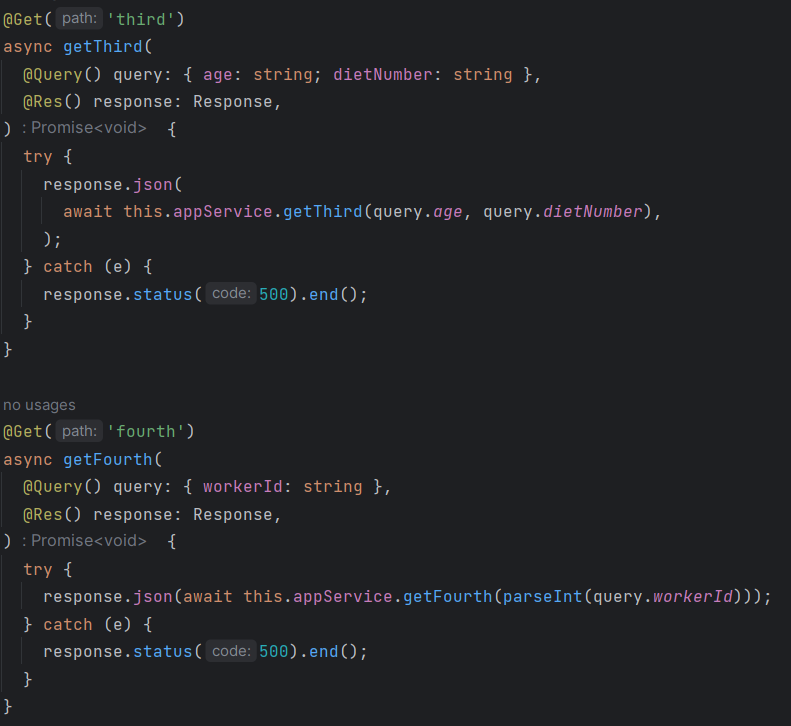 @Get( path: 'third')
async getThird(
  @Query() query: { age: string; dietNumber: string },
  @Res() response: Response,
) : Promise<void>  {
  try {
    response.json(
      await this.appService.getThird(query.age, query.dietNumber),
    );
  } catch (e) {
    response.status( code: 500).end();
  }
}
no usages
@Get( path: 'fourth')
async getFourth(
  @Query() query: { workerId: string },
  @Res() response: Response,
) : Promise<void>  {
  try {
    response.json(await this.appService.getFourth(parseInt(query.workerId)));
  } catch (e) {
    response.status( code: 500).end();
  }
}